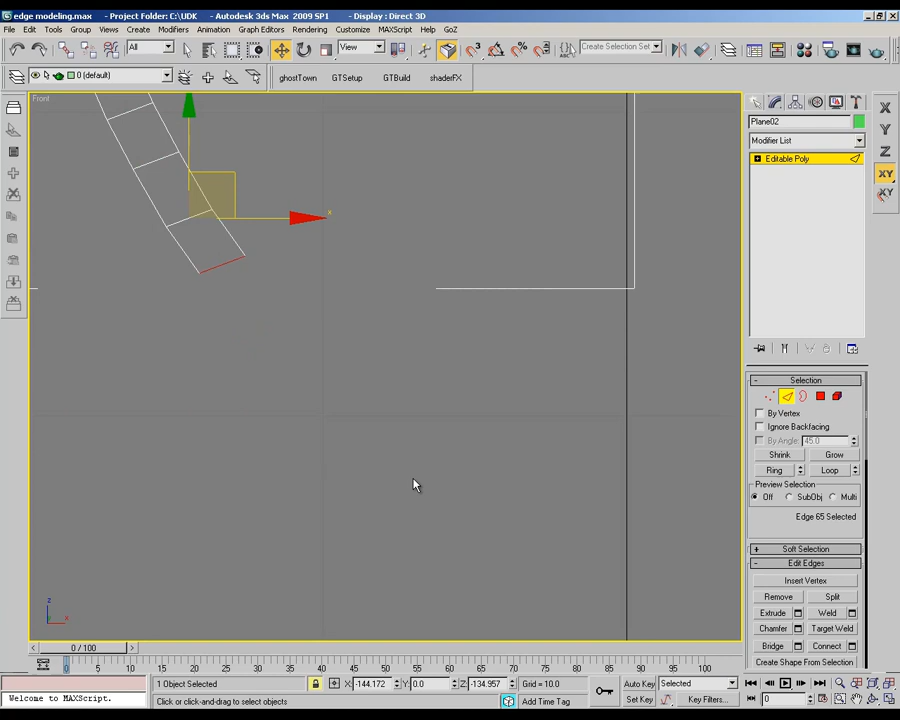 edge modeling.max - Project Folder: C:\UDK - Autodesk 3ds Max 2009 SP1 - Display : Direct 3D
File Edit Tools Group Views Create Modifiers Animation Graph Editors Rendering Customize MAXScript Help GoZ
All View Create Selection Set
0 (default) ghostTown GTSetup GTBuild shaderFX
Front
x
z
x
X
Y
Z
XY
XY
Plane02
Modifier List
Editable Poly
- Selection
By Vertex
Ignore Backfacing
By Angle: 45.0
Shrink Grow
Ring Loop
Preview Selection
Off SubObj Multi
Edge 65 Selected
+ Soft Selection
- Edit Edges
Insert Vertex
Remove Split
Extrude Weld
Chamfer Target Weld
Bridge Connect
Create Shape From Selection
0 / 100
0 5 10 15 20 25 30 35 40 45 50 55 60 65 70 75 80 85 90 95 100
1 Object Selected X: -144.172 Y: 0.0 Z: -134.957 Grid = 10.0 Auto Key Selected
Welcome to MAXScript. Click or click-and-drag to select objects Add Time Tag Set Key Key Filters... 0